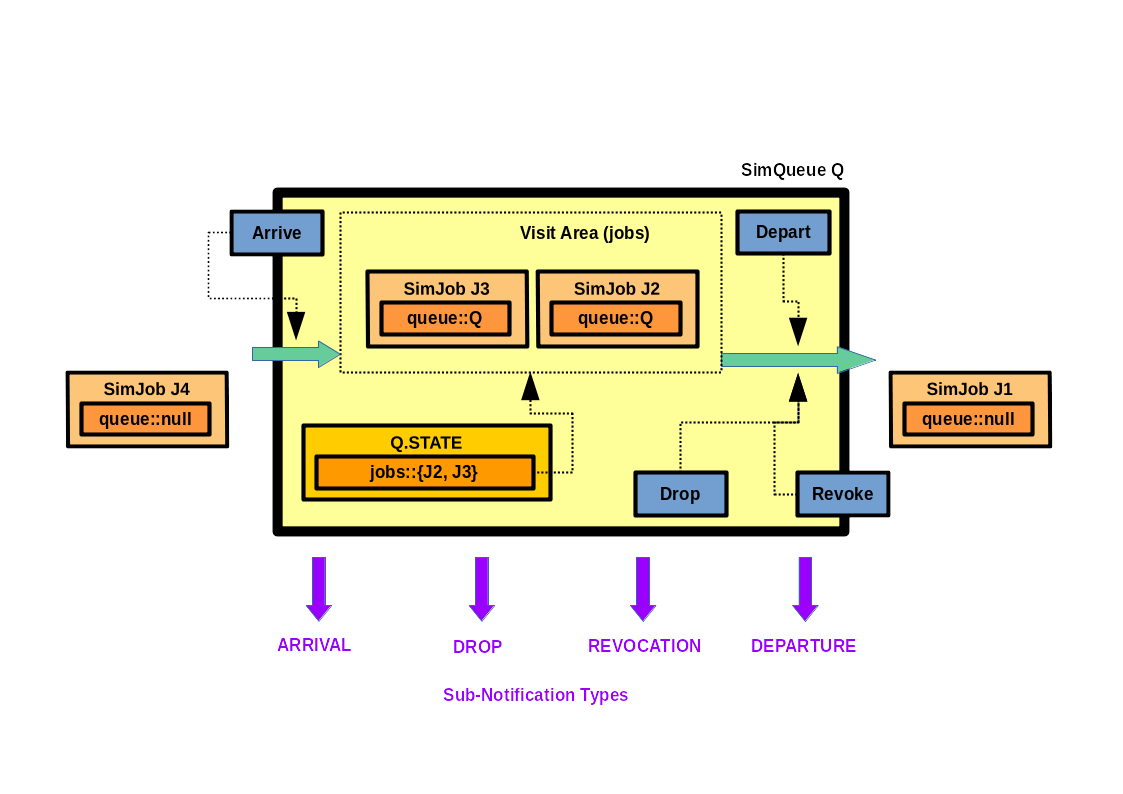 SimQueue Q
Arrive
Visit Area (jobs)
Depart
SimJob J3
queue::Q
SimJob J2
queue::Q
SimJob J4
queue::null
SimJob J1
queue::null
Q.STATE
jobs::{J2, J3}
Drop
Revoke
ARRIVAL
DROP
REVOCATION
DEPARTURE
Sub-Notification Types